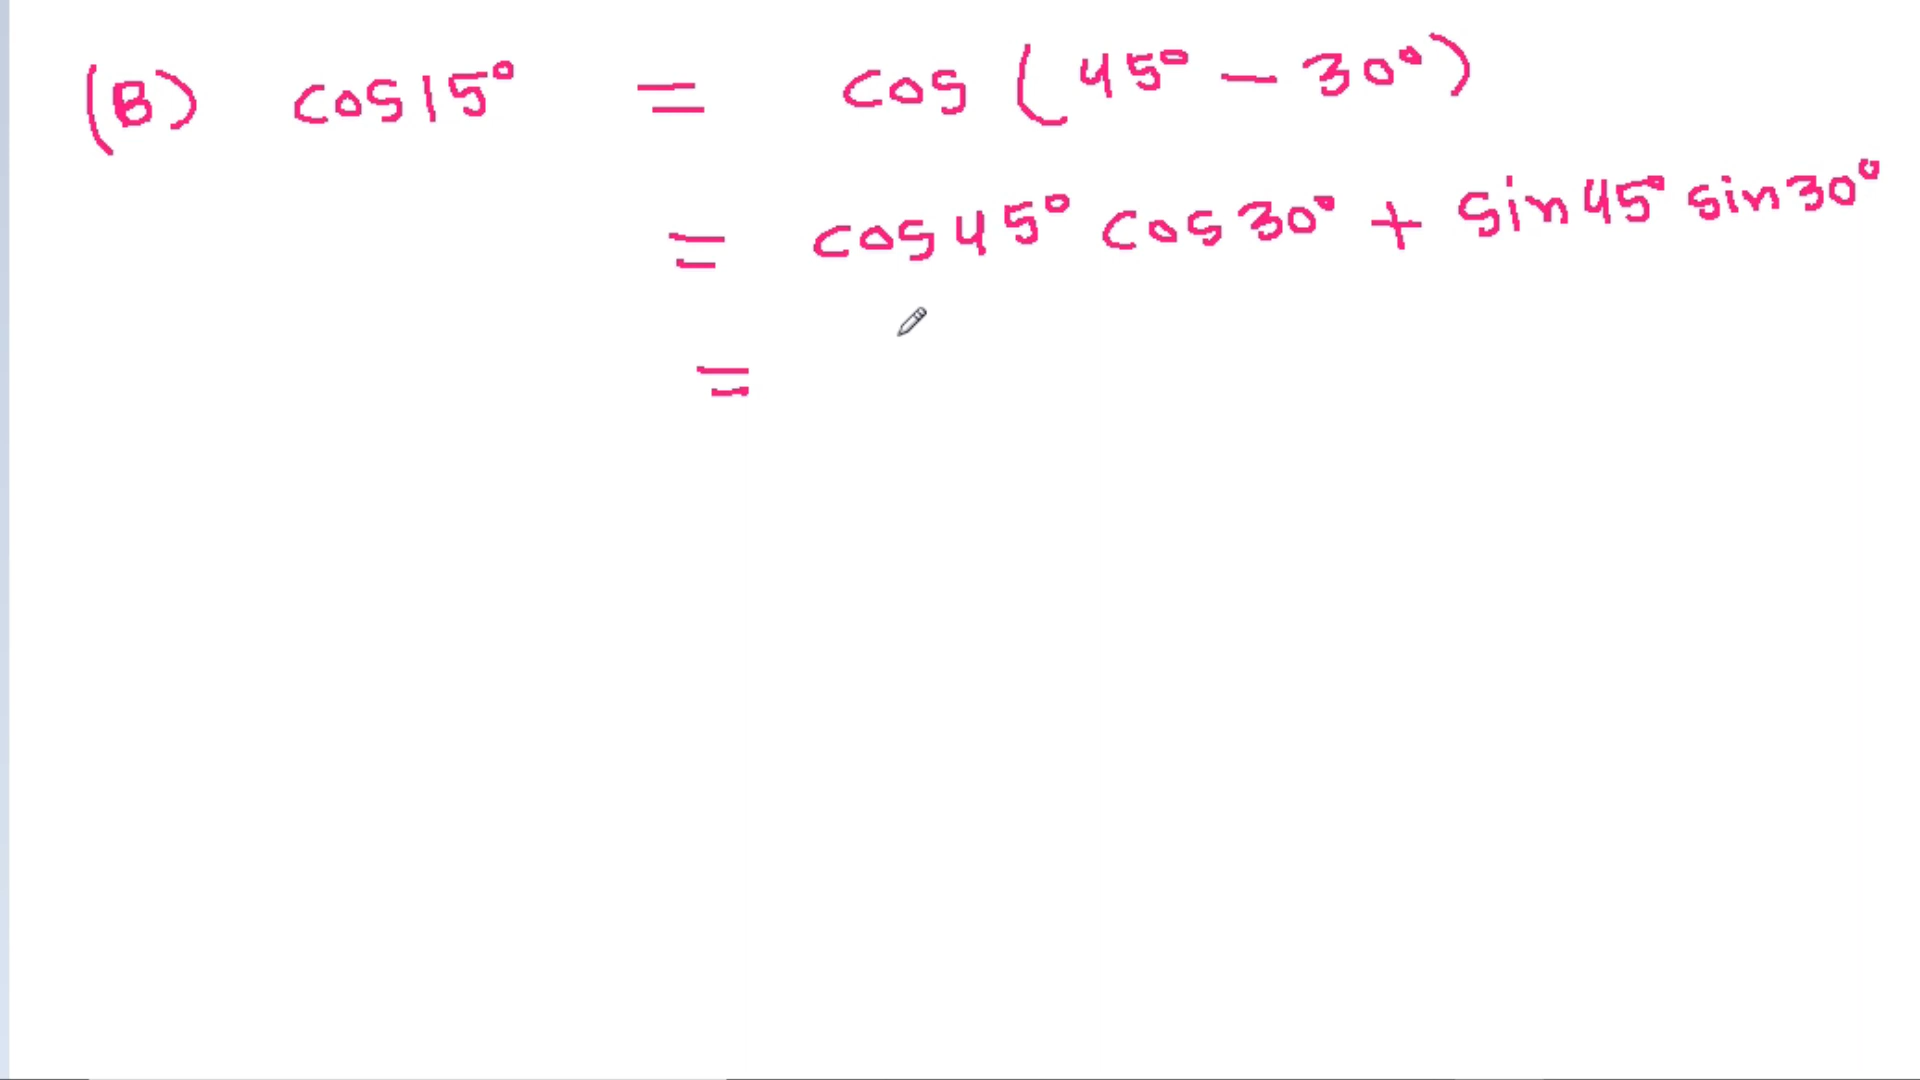 (B) cos15° = cos (45° - 30°)
= cos45° cos30° + sin45° sin30°
=